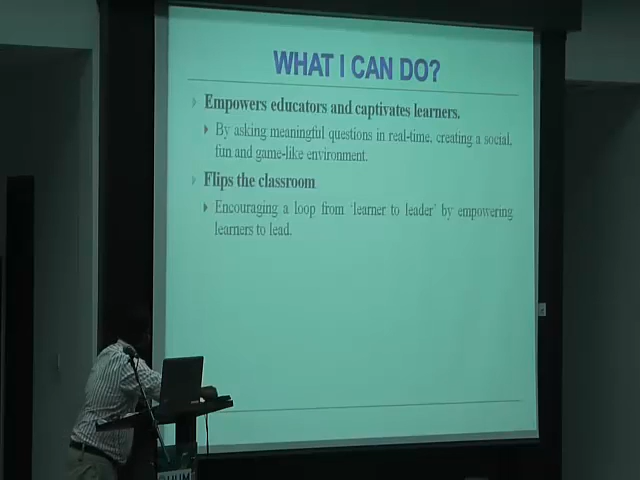 WHAT I CAN DO?
Empowers educators and captivates learners.
By asking meaningful questions in real-time, creating a social,
fun and game-like environment.
Flips the classroom.
Encouraging a loop from ‘learner to leader’ by empowering
learners to lead.